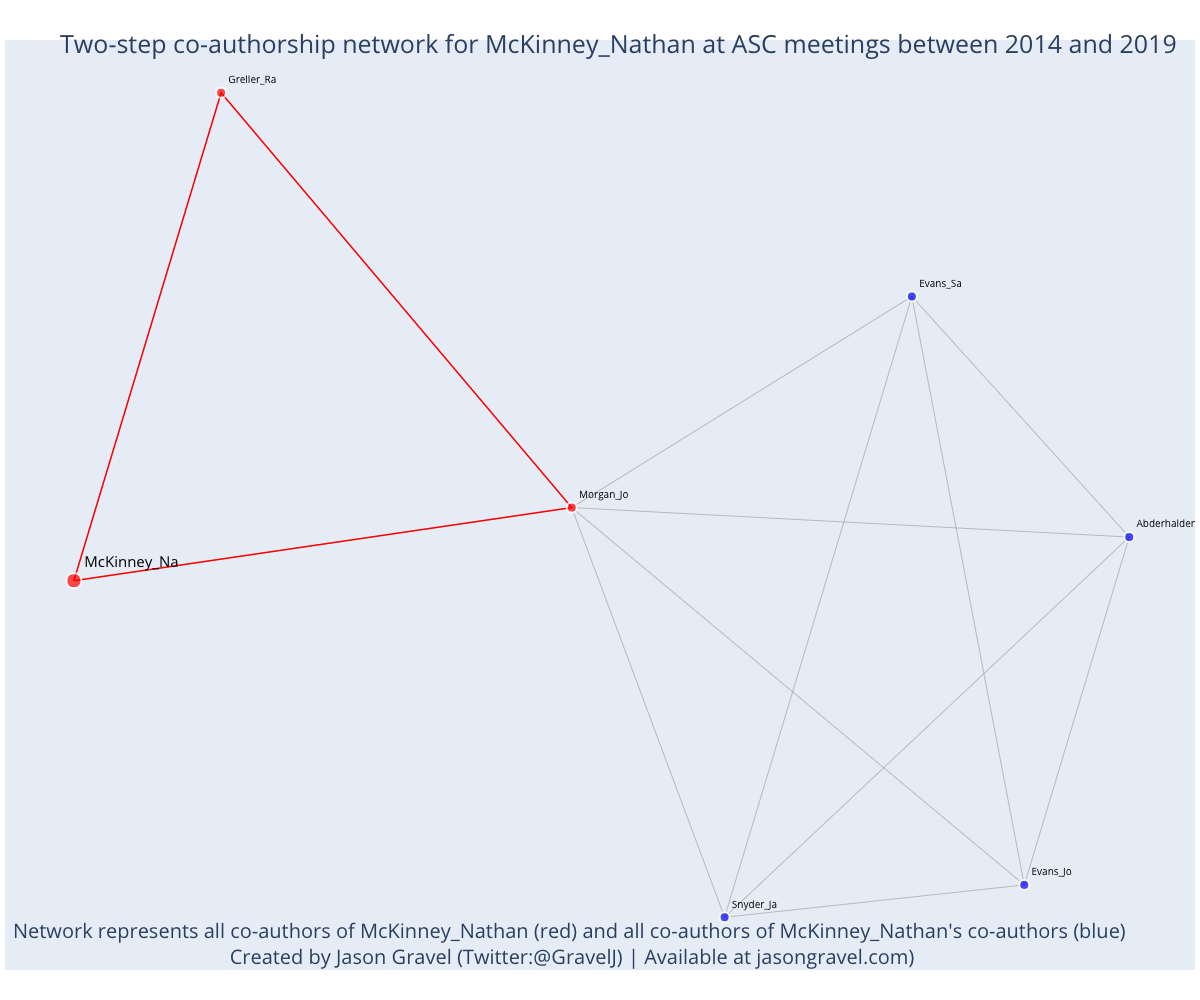 Two-step co-authorship network for McKinney_Nathan at ASC meetings between 2014 and 2019
Greller_Ra
Evans_Sa
Morgan_Jo
Abderhalder
McKinney_Na
Evans_Jo
Snyder_Ja
Network represents all co-authors of McKinney_Nathan (red) and all co-authors of McKinney_Nathan's co-authors (blue)
Created by Jason Gravel (Twitter:@GravelJ) | Available at jasongravel.com)